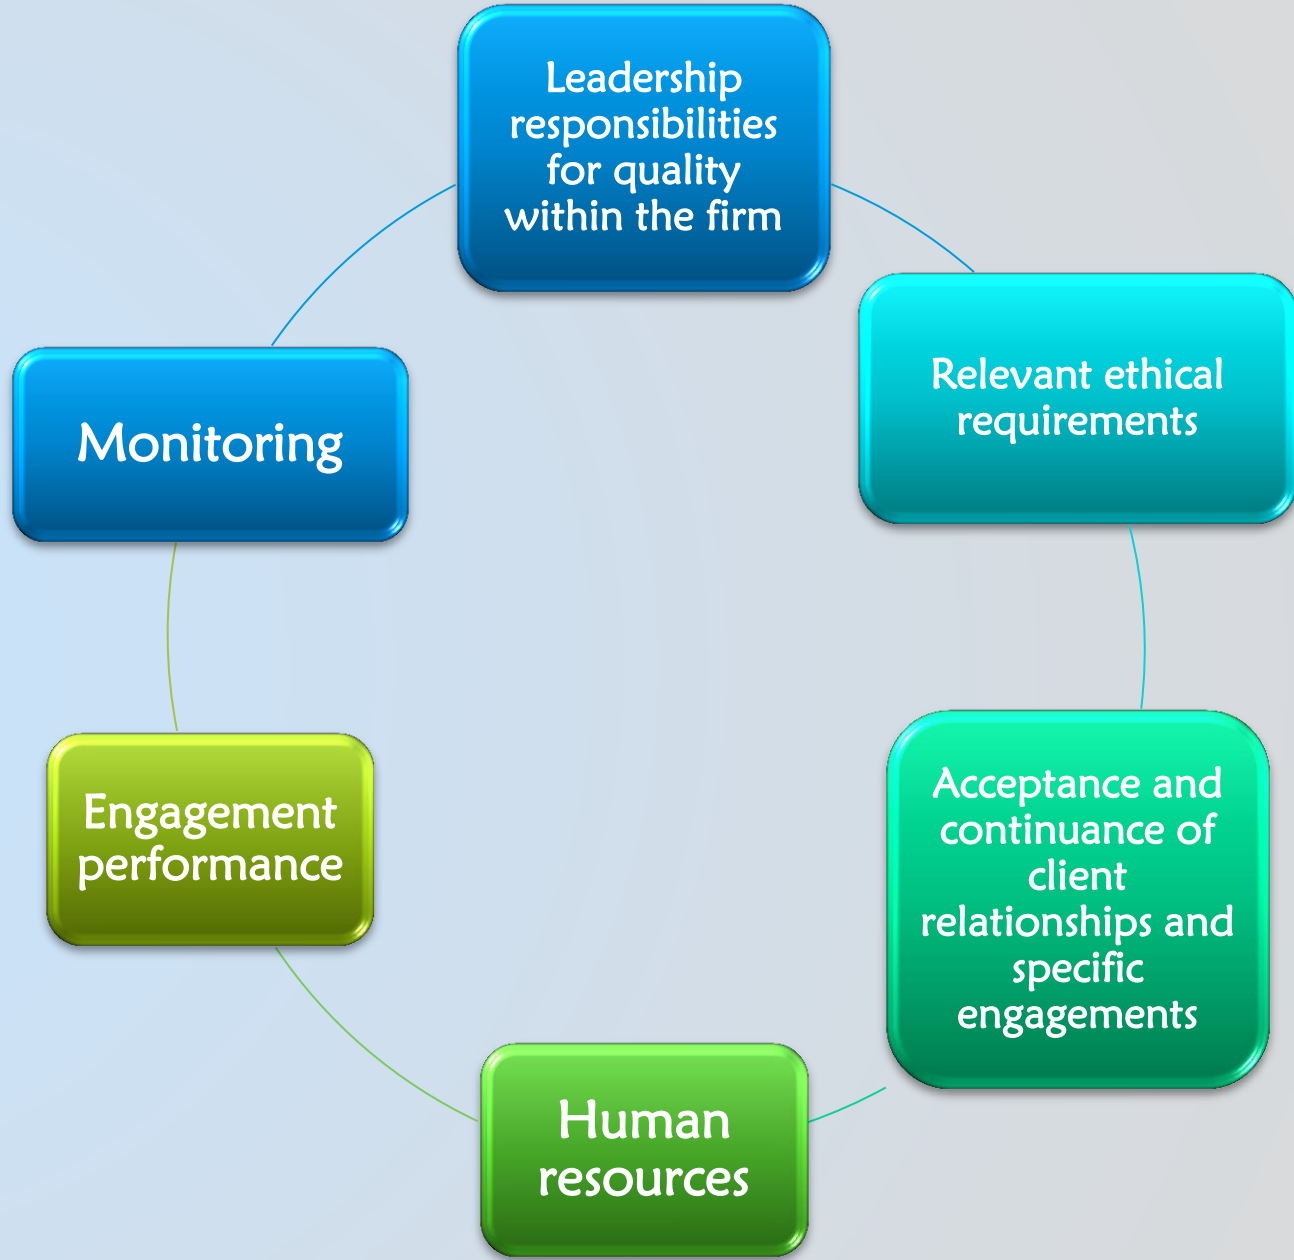 Leadership
responsibilities
for quality
within the firm
Relevant ethical
requirements
Acceptance and
continuance of
client
relationships and
specific
engagements
Human
resources
Engagement
performance
Monitoring